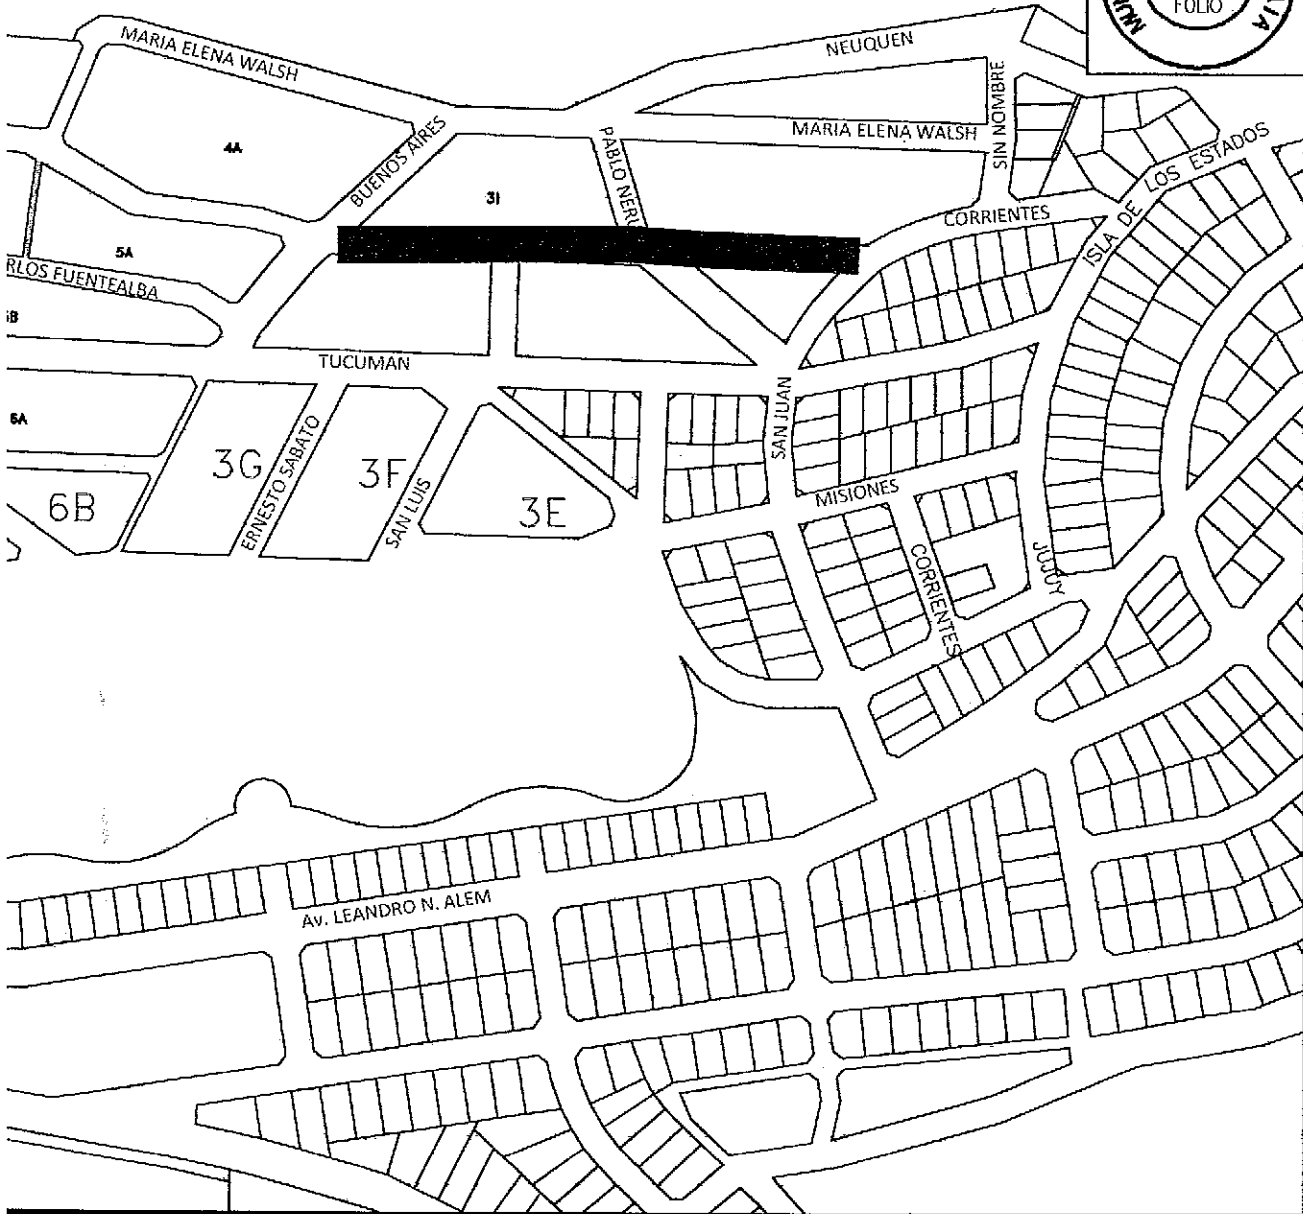 FOLIO
MARIA ELENA WALSH
NEUQUEN
SIN NOMBRE
MARIA ELENA WALSH
BUENOS AIRES
4A
3I
ISLA DE LOS ESTADOS
CORRIENTES
5A
RLOS FUENTEALBA
TUCUMAN
6A
SAN JUAN
3G
ERNESTO SABATO
3F
SAN LUIS
3E
6B
MISIONES
CORRIENTES
JUJUY
Av. LEANDRO N. ALEM